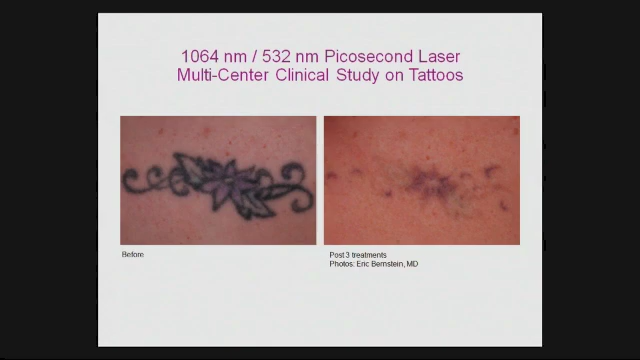 1064 nm / 532 nm Picosecond Laser
Multi-Center Clinical Study on Tattoos
Before
Post 3 treatments
Photos: Eric Bernstein, MD